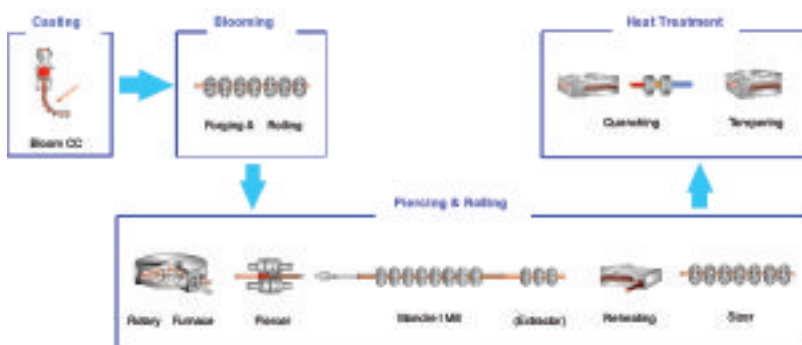 Casting
Bloom CC
Blooming
Forging & Rolling
Piercing & Rolling
Rotary Furnace
Piercer
Mandrel Mill
(Extractor)
Reheating
Sizer
Heat Treatment
Quenching
Tempering